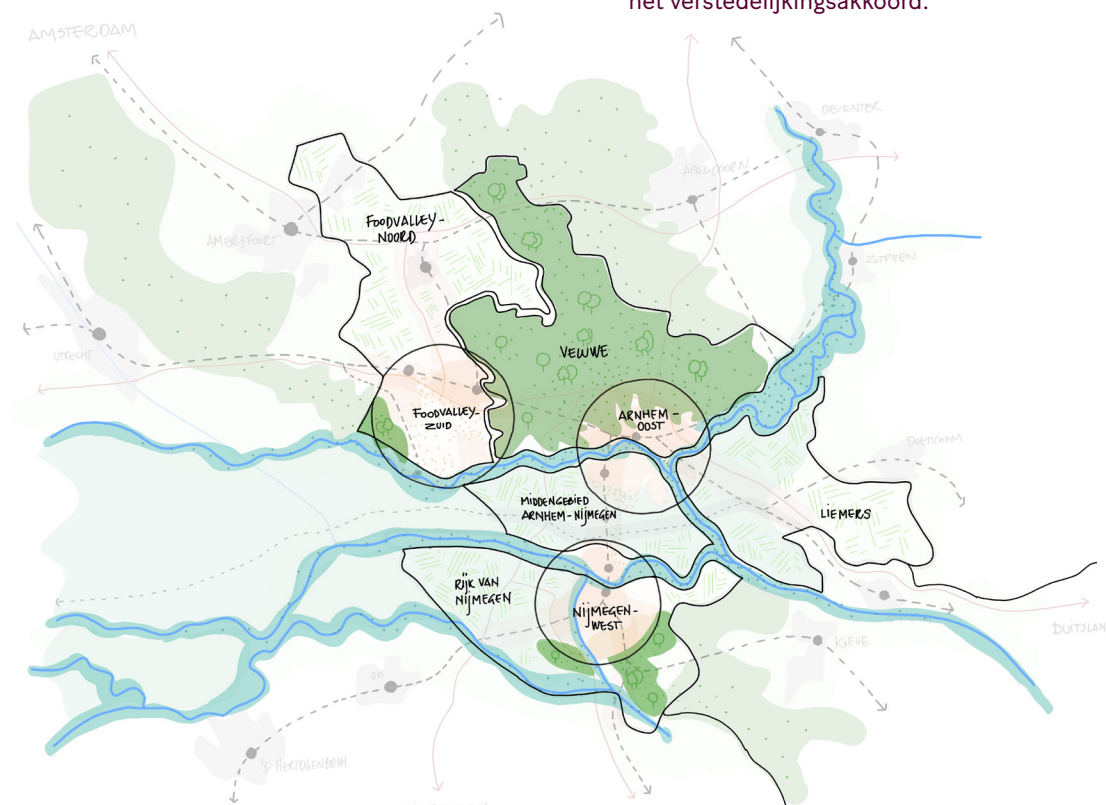 het verstedelijkingsakkoord.
AMSTERDAM
DEVENTER
APELDOORN
FOODVALLEY-
NOORD
AMERSFOORT
ZUTPHEN
UTRECHT
VELUWE
FOODVALLEY-
ZUID
ARNHEM-
OOST
DOETINCHEM
MIDDENGEBIED
ARNHEM-NIJMEGEN
LIEMERS
RIJK VAN
NIJMEGEN
NIJMEGEN-
WEST
DUITSLAN
KLEVE
OSS
'S HERTOGENBOSCH